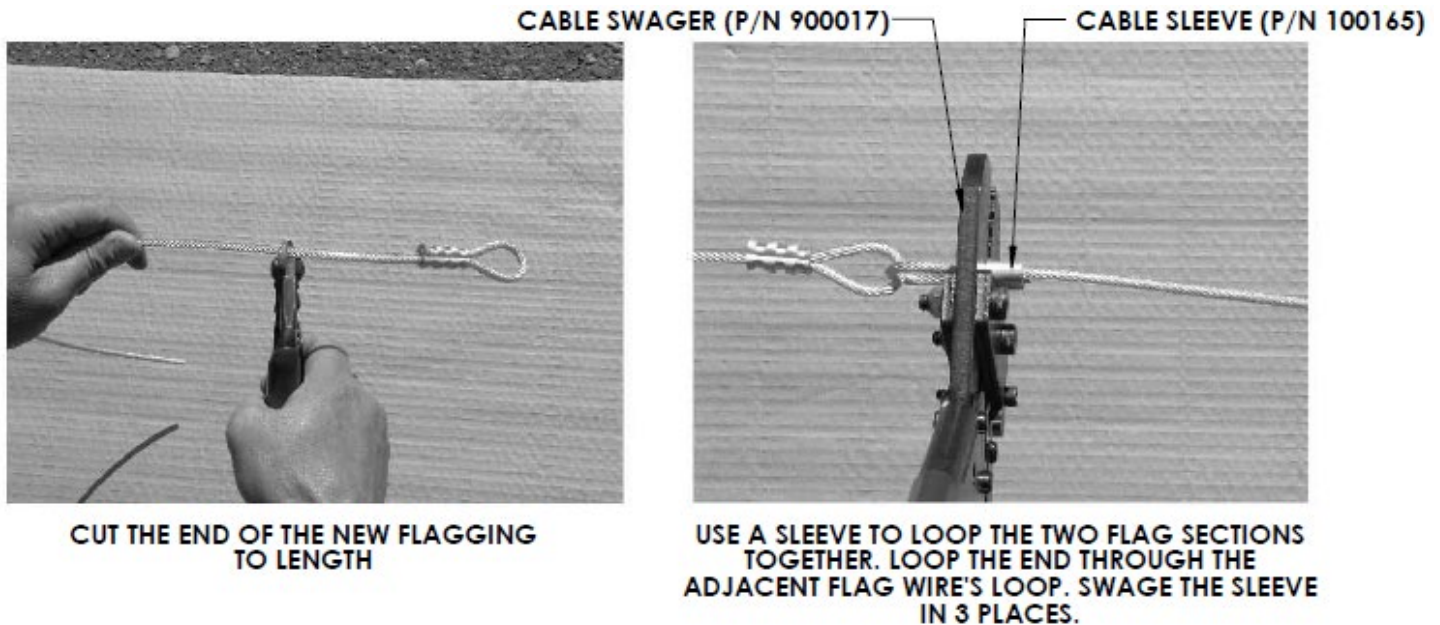 CABLE SWAGER (P/N 900017)
CABLE SLEEVE (P/N 100165)
CUT THE END OF THE NEW FLAGGING
TO LENGTH
USE A SLEEVE TO LOOP THE TWO FLAG SECTIONS
TOGETHER. LOOP THE END THROUGH THE
ADJACENT FLAG WIRE'S LOOP. SWAGE THE SLEEVE
IN 3 PLACES.